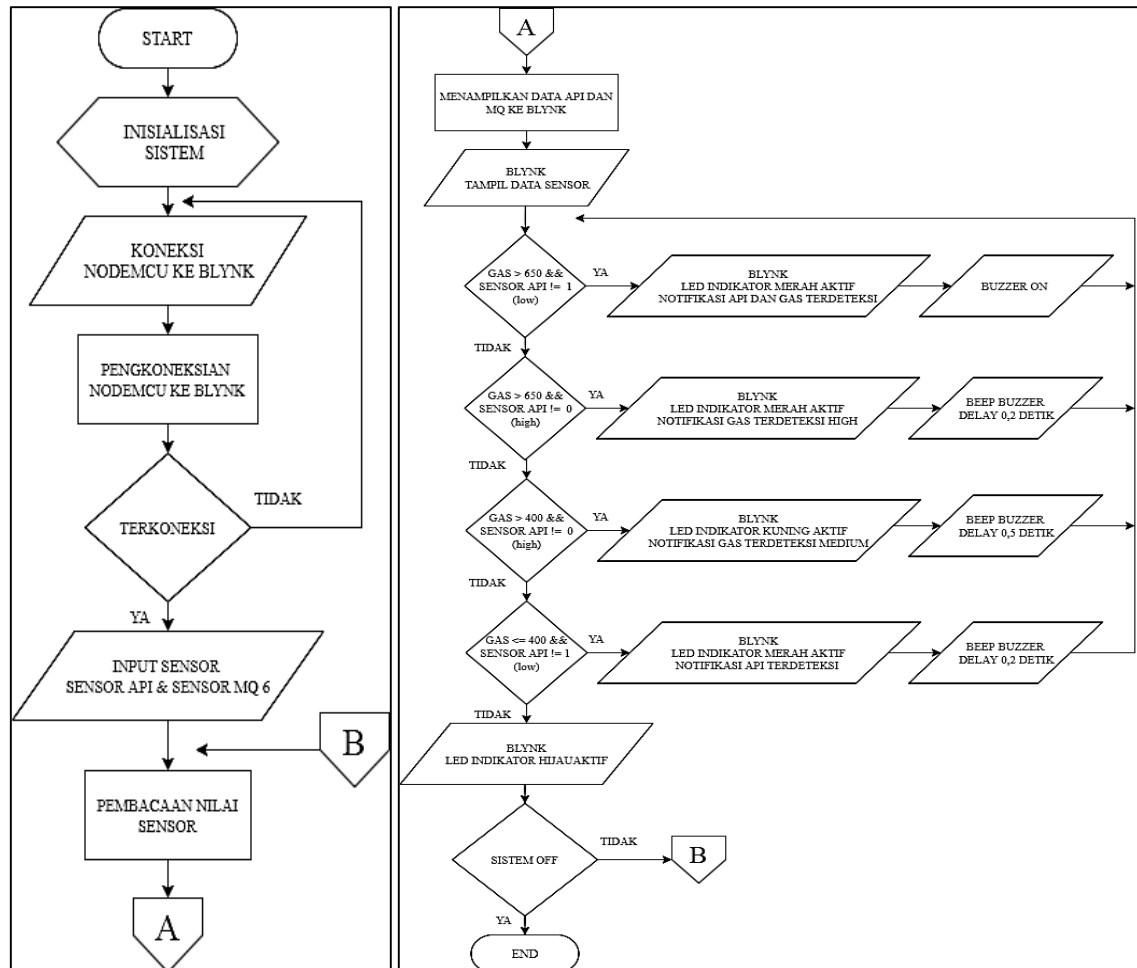 START
INISIALISASI
SISTEM
KONEKSI
NODEMCU KE BLYNK
PENGKONEKSIAN
NODEMCU KE BLYNK
TERKONEKSI
TIDAK
YA
INPUT SENSOR
SENSOR API & SENSOR MQ 6
B
PEMBACAAN NILAI
SENSOR
A
A
MENAMPILKAN DATA API DAN
MQ KE BLYNK
BLYNK
TAMPIL DATA SENSOR
GAS > 650 &&
SENSOR API != 1
(low)
YA
BLYNK
LED INDIKATOR MERAH AKTIF
NOTIFIKASI API DAN GAS TERDETEKSI
BUZZER ON
TIDAK
GAS > 650 &&
SENSOR API != 0
(high)
YA
BLYNK
LED INDIKATOR MERAH AKTIF
NOTIFIKASI GAS TERDETEKSI HIGH
BEEP BUZZER
DELAY 0,2 DETIK
TIDAK
GAS > 400 &&
SENSOR API != 0
(high)
YA
BLYNK
LED INDIKATOR KUNING AKTIF
NOTIFIKASI GAS TERDETEKSI MEDIUM
BEEP BUZZER
DELAY 0,5 DETIK
TIDAK
GAS <= 400 &&
SENSOR API != 1
(low)
YA
BLYNK
LED INDIKATOR MERAH AKTIF
NOTIFIKASI API TERDETEKSI
BEEP BUZZER
DELAY 0,2 DETIK
TIDAK
BLYNK
LED INDIKATOR HIJAUAKTIF
SISTEM OFF
TIDAK
B
YA
END